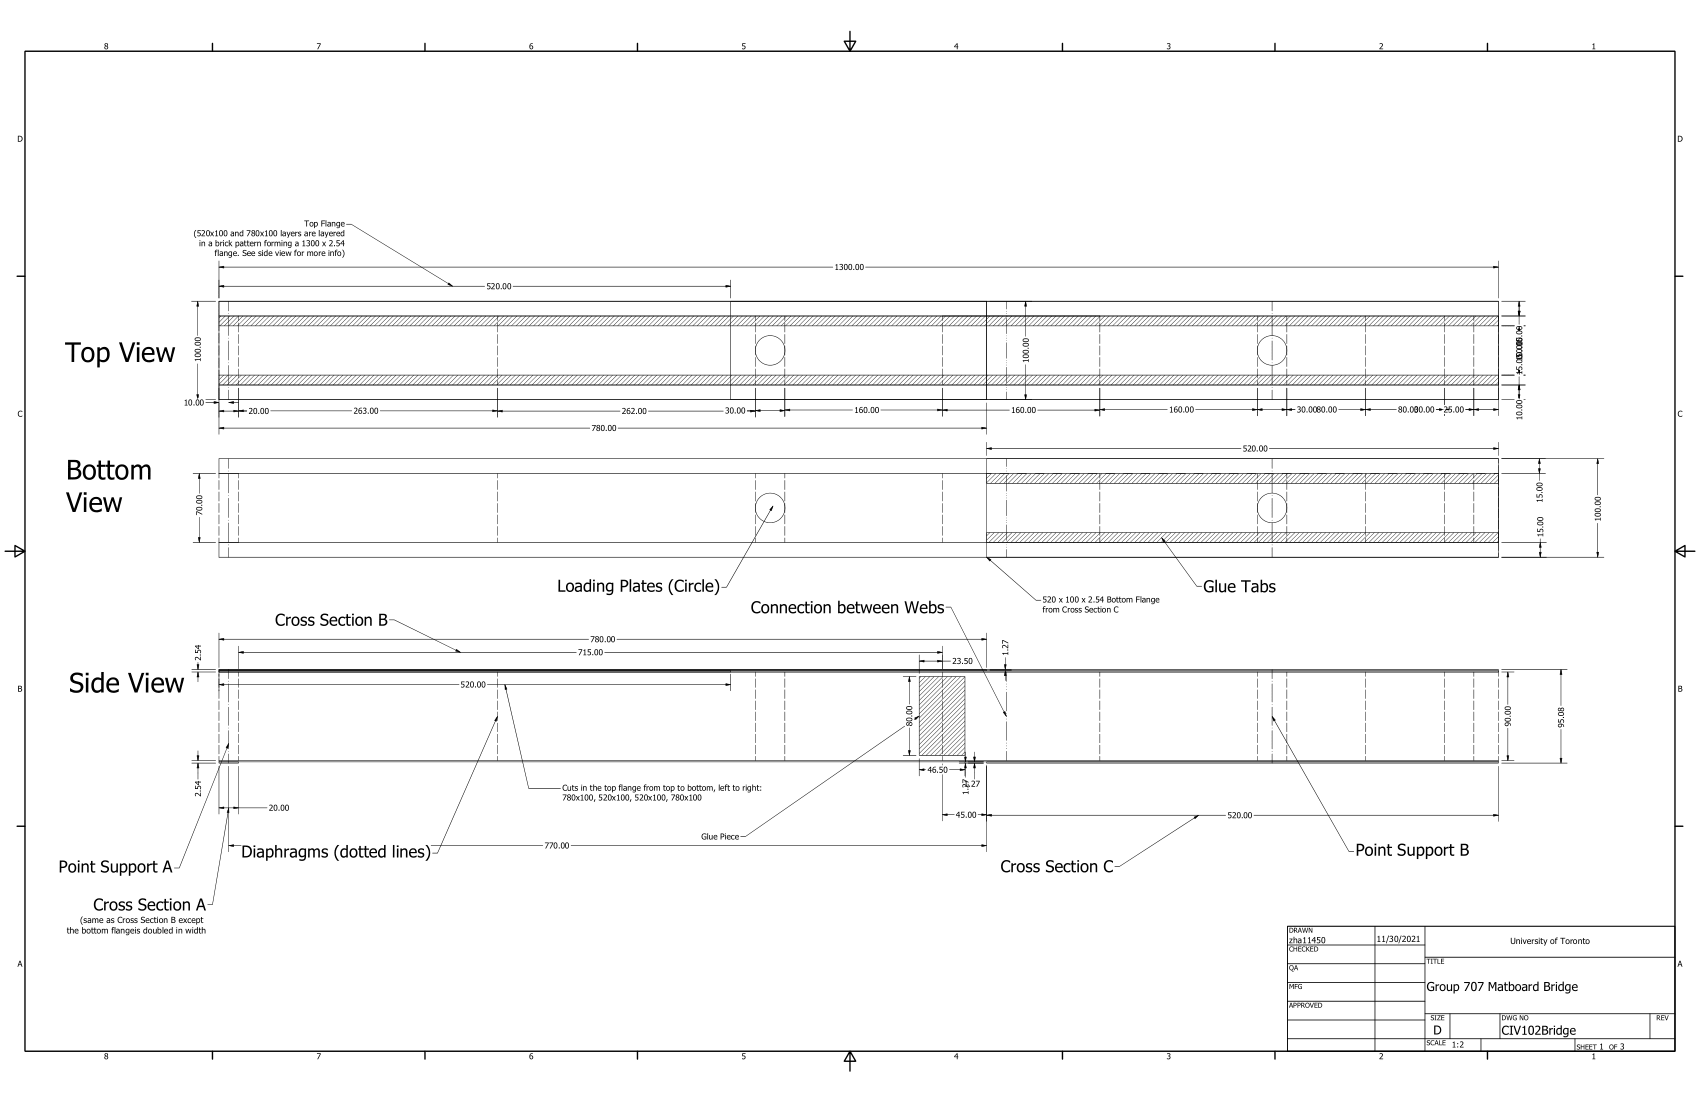 8 7 6 5 4 3 2 1
D D
Top Flange
(520x100 and 780x100 layers are layered
in a brick pattern forming a 1300 x 2.54
flange. See side view for more info)
1300.00
520.00
Top View
100.00
100.00
15.00
10.00
10.00 20.00 263.00 262.00 30.00 160.00 160.00 160.00 30.00 80.00 80.00 30.00 25.00
780.00
C C
Bottom
View
520.00
70.00
15.00
15.00
100.00
Loading Plates (Circle)
Glue Tabs
Connection between Webs
520 x 100 x 2.54 Bottom Flange
from Cross Section C
Cross Section B
780.00
715.00
2.54
1.27
23.50
Side View
520.00
B B
80.00
90.00
95.08
46.50
1.27
1.27
2.54
Cuts in the top flange from top to bottom, left to right:
780x100, 520x100, 520x100, 780x100
20.00
45.00
520.00
Glue Piece
770.00
Diaphragms (dotted lines)
Point Support A
Point Support B
Cross Section C
Cross Section A
(same as Cross Section B except
the bottom flangeis doubled in width
A A
DRAWN
zha11450
11/30/2021
CHECKED
QA
MFG
APPROVED
University of Toronto
TITLE
Group 707 Matboard Bridge
SIZE
D
DWG NO
CIV102Bridge
REV
SCALE 1:2
SHEET 1 OF 3
8 7 6 5 4 3 2 1